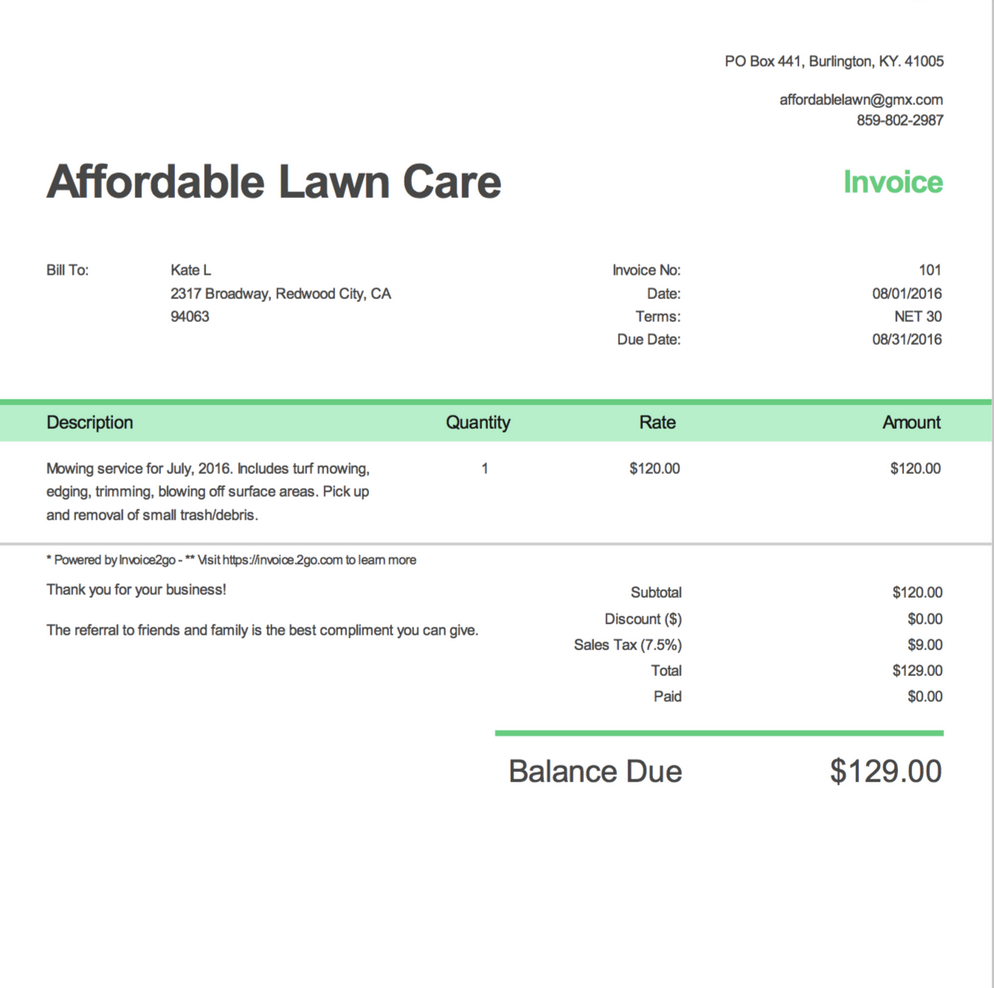 PO Box 441, Burlington, KY. 41005
affordablelawn@gmx.com
859-802-2987
Affordable Lawn Care Invoice
Bill To: Kate L Invoice No: 101
2317 Broadway, Redwood City, CA Date: 08/01/2016
94063 Terms: NET 30
Due Date: 08/31/2016
Description Quantity Rate Amount
Mowing service for July, 2016. Includes turf mowing, 1 $120.00 $120.00
edging, trimming, blowing off surface areas. Pick up
and removal of small trash/debris.
* Powered by Invoice2go - ** Visit https://invoice.2go.com to learn more
Thank you for your business!
Subtotal $120.00
Discount ($) $0.00
The referral to friends and family is the best compliment you can give.
Sales Tax (7.5%) $9.00
Total $129.00
Paid $0.00
Balance Due $129.00